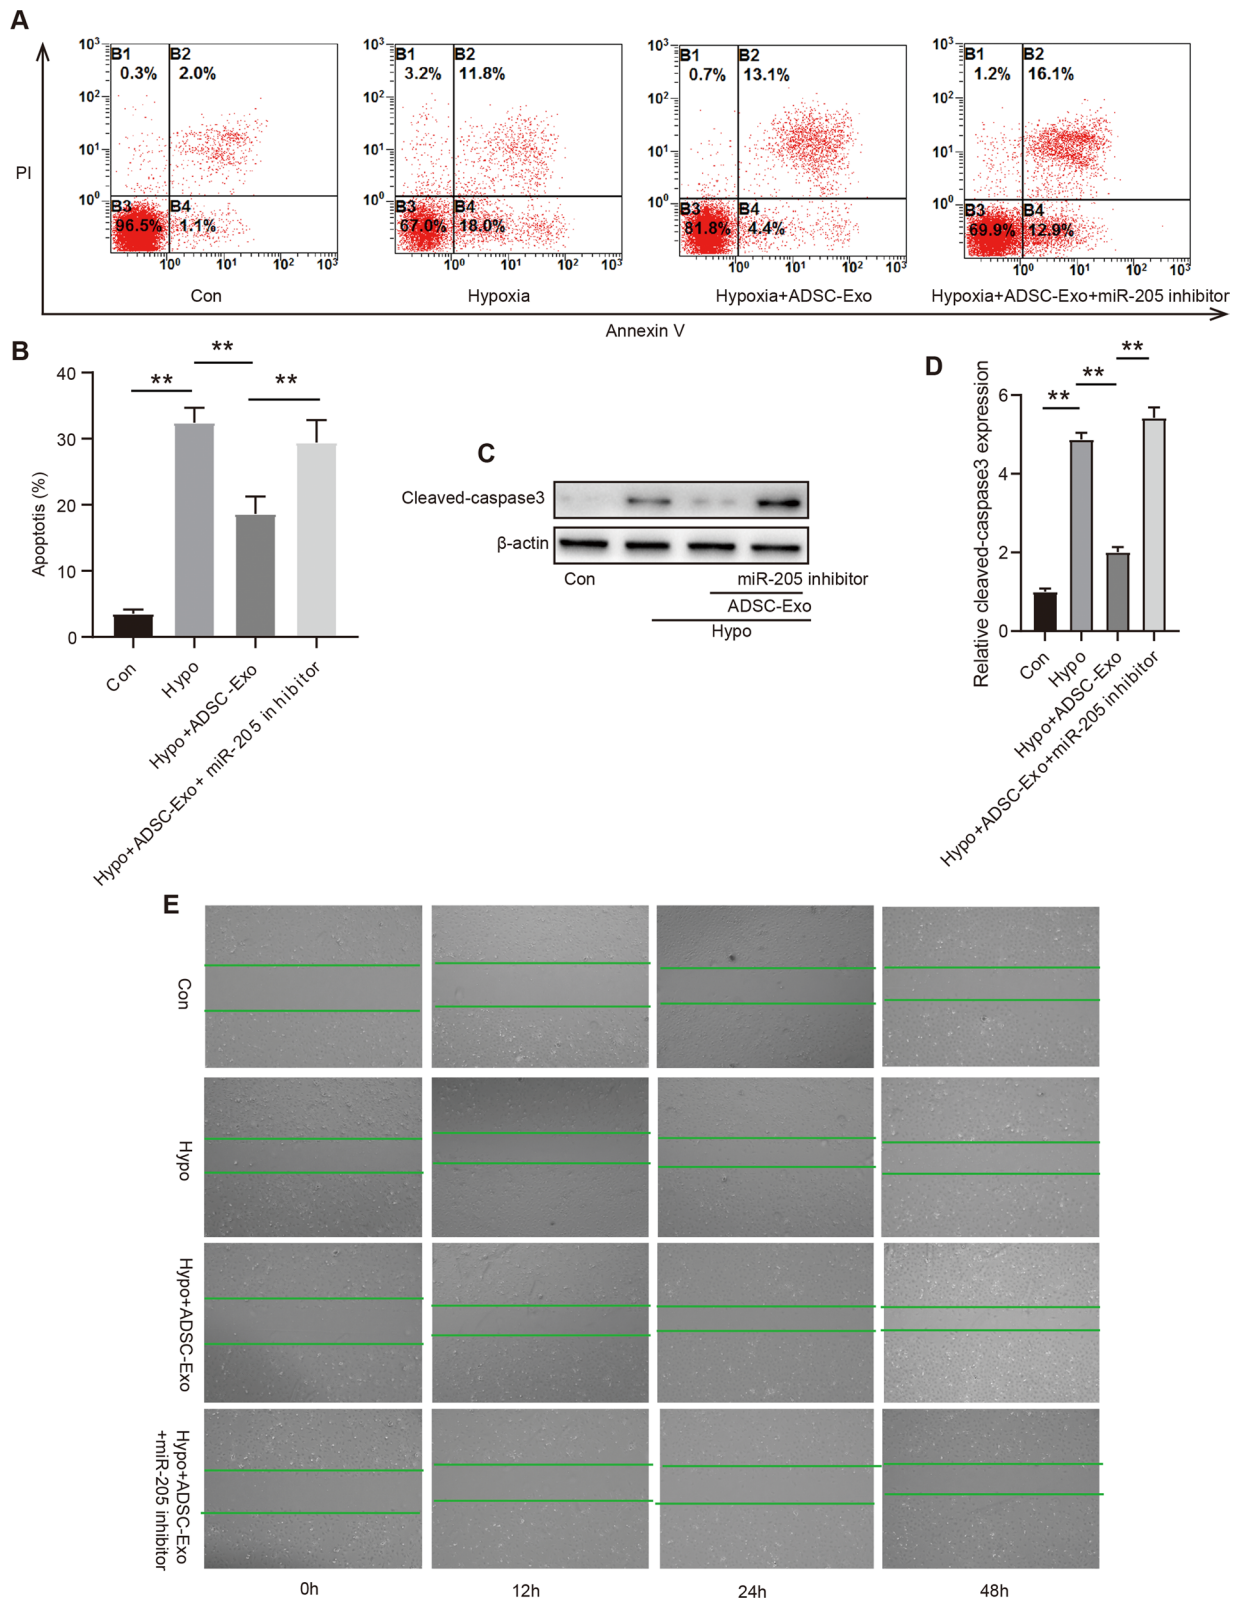 A
PI
10³
10²
10¹
10⁰
B1
0.3%
B2
2.0%
B3
96.5%
B4
1.1%
10⁰ 10¹ 10² 10³
Con
10³
10²
10¹
10⁰
B1
3.2%
B2
11.8%
B3
67.0%
B4
18.0%
10⁰ 10¹ 10² 10³
Hypoxia
10³
10²
10¹
10⁰
B1
0.7%
B2
13.1%
B3
81.8%
B4
4.4%
10⁰ 10¹ 10² 10³
Hypoxia+ADSC-Exo
10³
10²
10¹
10⁰
B1
1.2%
B2
16.1%
B3
69.9%
B4
12.9%
10⁰ 10¹ 10² 10³
Hypoxia+ADSC-Exo+miR-205 inhibitor
Annexin V
B
Apoptotis (%)
40
30
20
10
0
**
**
**
Con
Hypo
Hypo+ADSC-Exo
Hypo+ADSC-Exo+ miR-205 in hibitor
C
Cleaved-caspase3
β-actin
Con
miR-205 inhibitor
ADSC-Exo
Hypo
D
Relative cleaved-caspase3 expression
6
4
2
0
**
**
**
Con
Hypo
Hypo+ADSC-Exo
Hypo+ADSC-Exo+miR-205 inhibitor
E
Con
Hypo
Hypo+ADSC-Exo
Hypo+ADSC-Exo
+miR-205 inhibitor
0h
12h
24h
48h